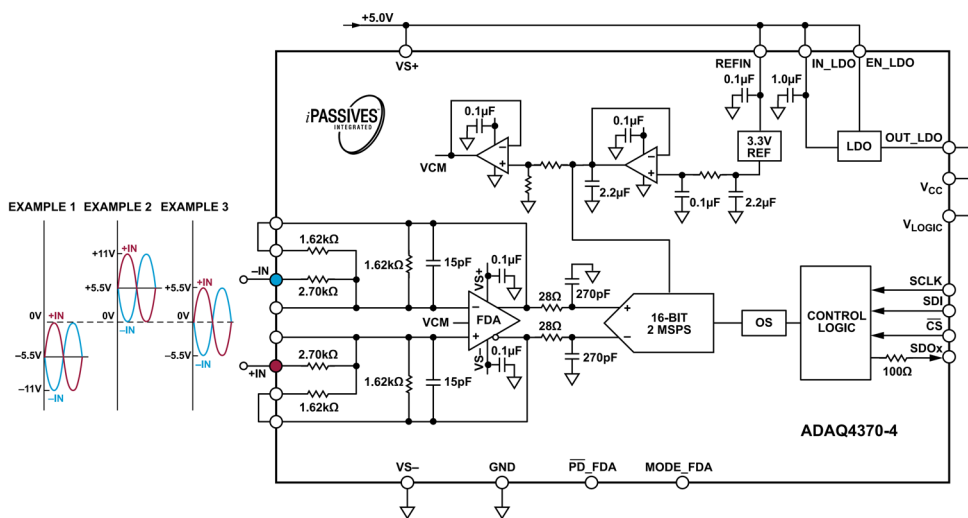 +5.0V
VS+
REFIN
IN_LDO
EN_LDO
0.1µF
1.0µF
iPASSIVES™
INTEGRATED
0.1µF
0.1µF
3.3V
REF
LDO
OUT_LDO
VCM
2.2µF
0.1µF
2.2µF
VCC
VLOGIC
EXAMPLE 1
EXAMPLE 2
EXAMPLE 3
+11V
+IN
+5.5V
+5.5V
+IN
0V
+IN
0V
–IN
0V
–5.5V
–5.5V
–IN
–11V
–IN
1.62kΩ
–IN
2.70kΩ
1.62kΩ
15pF
VS+
0.1µF
270pF
28Ω
VCM
FDA
28Ω
VS–
0.1µF
270pF
16-BIT
2 MSPS
OS
CONTROL
LOGIC
SCLK
SDI
CS
SDOx
100Ω
+IN
2.70kΩ
1.62kΩ
1.62kΩ
15pF
ADAQ4370-4
VS–
GND
PD_FDA
MODE_FDA